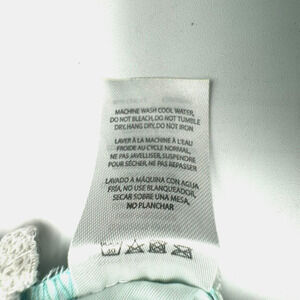 MACHINE WASH COOL WATER,
DO NOT BLEACH, DO NOT TUMBLE
DRY, HANG DRY, DO NOT IRON
LAVER À LA MACHINE À L'EAU
FROIDE AU CYCLE NORMAL,
NE PAS JAVELLISER, SUSPENDRE
POUR SÉCHER, NE PAS REPASSER
LAVADO A MÁQUINA CON AGUA
FRÍA, NO USE BLANQUEADOR,
SECAR SOBRE UNA MESA,
NO PLANCHAR